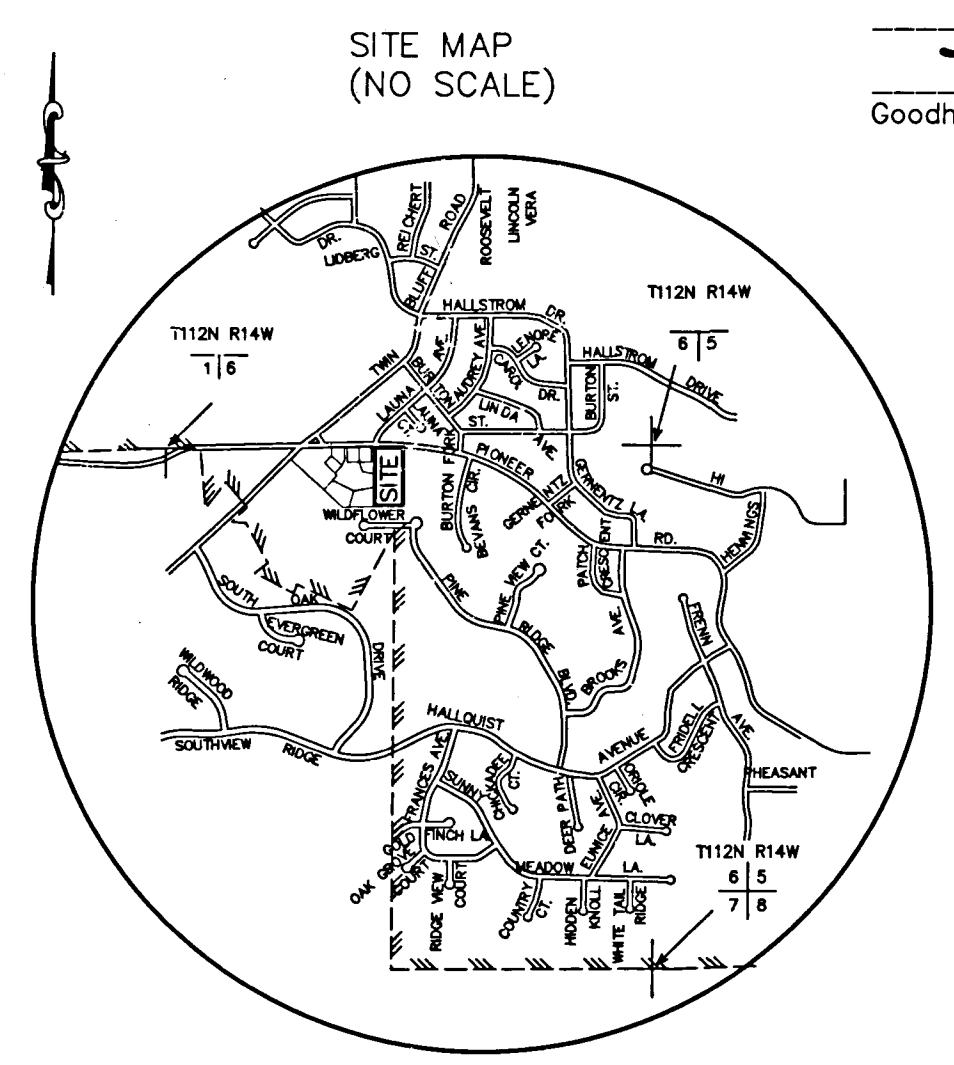 SITE MAP
(NO SCALE)
Goodh
REICHERT
ST.
ROAD
BLUFF
ROOSEVELT
LINCOLN
VERA
DR.
LIDBERG
T112N R14W
6 5
T112N R14W
1 6
HALLSTROM
DR.
HALLSTROM
DRIVE
TWIN
BURTON
AVE.
AUDREY AVE.
LENORE
LA.
CAROL
DR.
BURTON
ST.
LAUNA
LAUNA
CT.
LINDA
AVE.
ST.
SITE
BURTON FORK
BEVANS CIR.
PIONEER
GERNENTZ
FORK
GERNENTZ LA.
RD.
HI
HEMMINGS
WILDFLOWER
COURT
PINE
RIDGE
BLVD.
PINE VIEW CT.
PATCH
CRESCENT
AVE.
BROOKS
FRENN
AVE.
SOUTH
OAK
DRIVE
EVERGREEN
COURT
WILDWOOD
RIDGE
SOUTHVIEW
RIDGE
HALLQUIST
AVENUE
FRIDELL
CRESCENT
PHEASANT
FRANCES AVE.
SUNNY
CHICKADEE
CT.
DEER PATH
EUNICE AVE.
ORIOLE
CIR.
CLOVER
LA.
GOLD
FINCH LA.
OAK GROVE
COURT
RIDGE VIEW
COURT
MEADOW
LA.
COUNTRY
CT.
HIDDEN
KNOLL
WHITE TAIL
RIDGE
T112N R14W
6 5
7 8